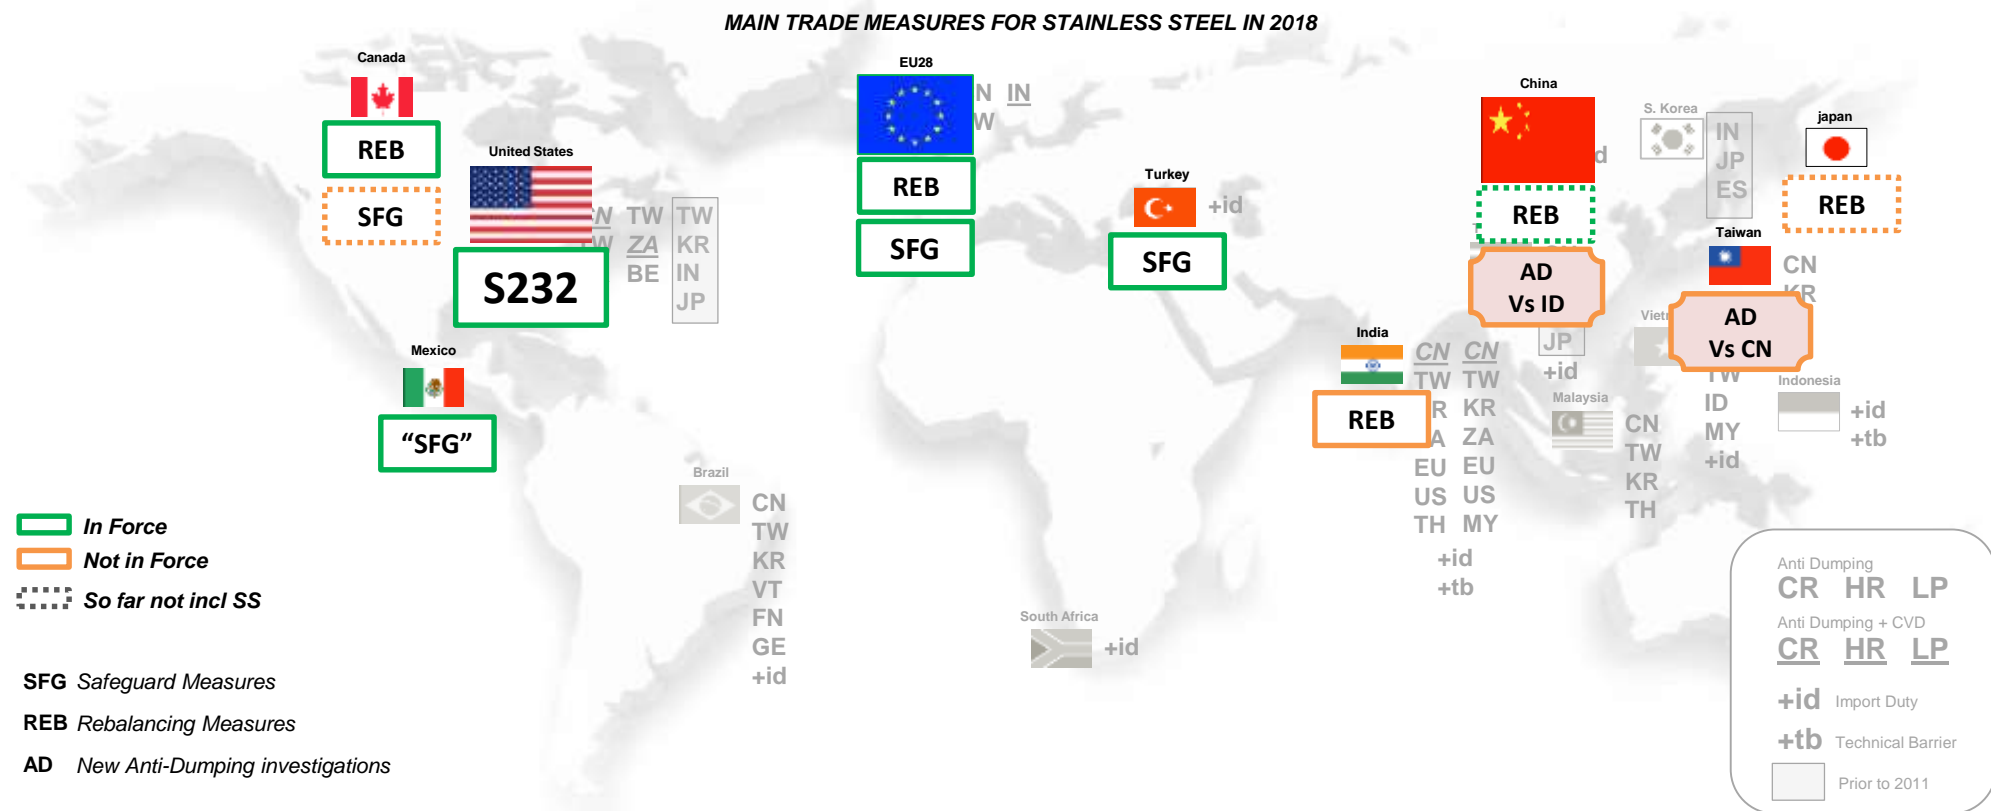 MAIN TRADE MEASURES FOR STAINLESS STEEL IN 2018
Canada
REB
SFG
United States
S232
TW
ZA
BE
TW
KR
IN
JP
Mexico
“SFG”
Brazil
CN
TW
KR
VT
FN
GE
+id
EU28
IN
REB
SFG
Turkey
+id
SFG
South Africa
+id
China
REB
AD
Vs ID
JP
+id
S. Korea
IN
JP
ES
japan
REB
Taiwan
CN
KR
AD
Vs CN
TW
ID
MY
+id
India
REB
CN CN
TW TW
KR
ZA
EU EU
US US
TH MY
+id
+tb
Malaysia
CN
TW
KR
TH
Indonesia
+id
+tb
In Force
Not in Force
So far not incl SS
SFG Safeguard Measures
REB Rebalancing Measures
AD New Anti-Dumping investigations
Anti Dumping
CR HR LP
Anti Dumping + CVD
CR HR LP
+id Import Duty
+tb Technical Barrier
Prior to 2011